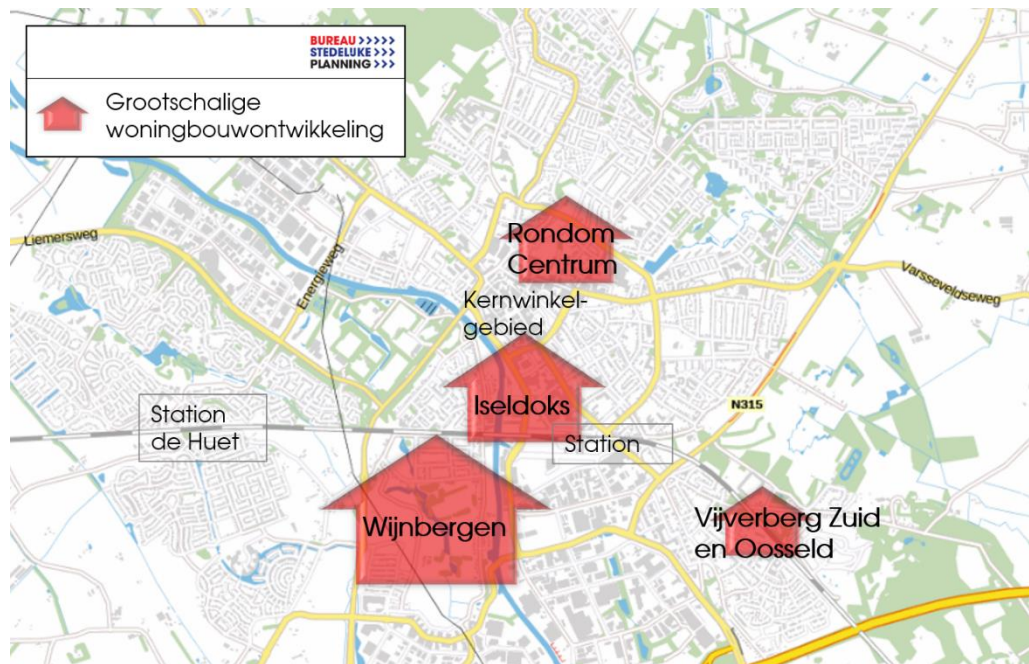 BUREAU >>>>>
STEDELIJKE >>>
PLANNING >>>
Grootschalige
woningbouwontwikkeling
Liemersweg
Energieweg
Rondom
Centrum
Varsseveldseweg
Kernwinkel-
gebied
Iseldoks
N315
Station
de Huet
Station
Wijnbergen
Vijverberg Zuid
en Oosseld